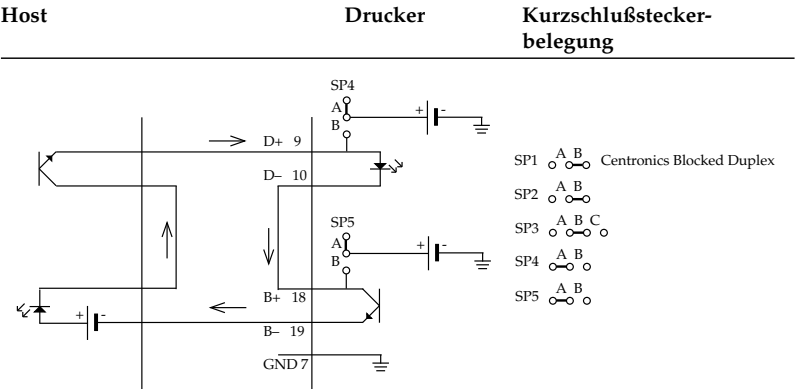 Host Drucker Kurzschlußstecker-
belegung
SP4
A + -
B
D+ 9
D– 10
SP5
A + -
B
B+ 18
+ -
B– 19
GND 7
SP1 A B Centronics Blocked Duplex
SP2 A B
SP3 A B C
SP4 A B
SP5 A B